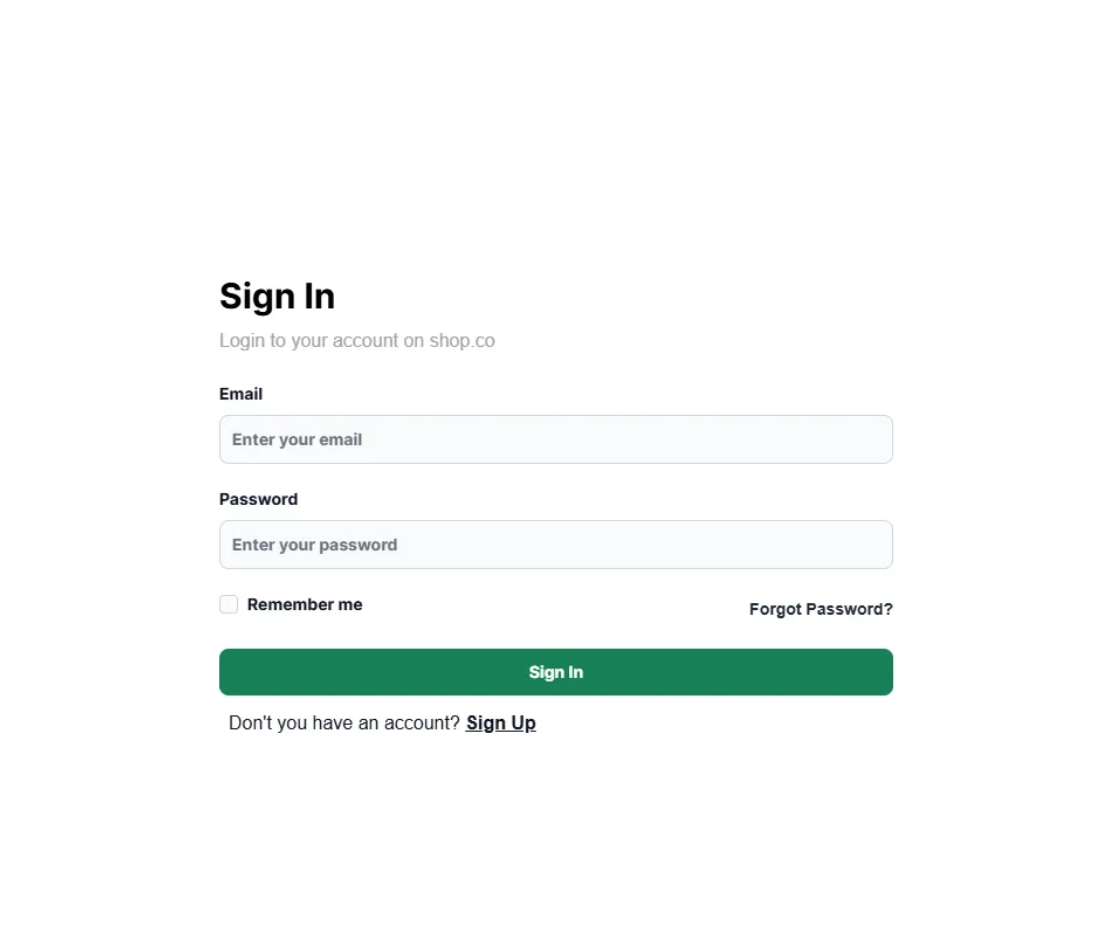 Sign In
Login to your account on shop.co
Email
Enter your email
Password
Enter your password
Remember me
Forgot Password?
Sign In
Don't you have an account? Sign Up